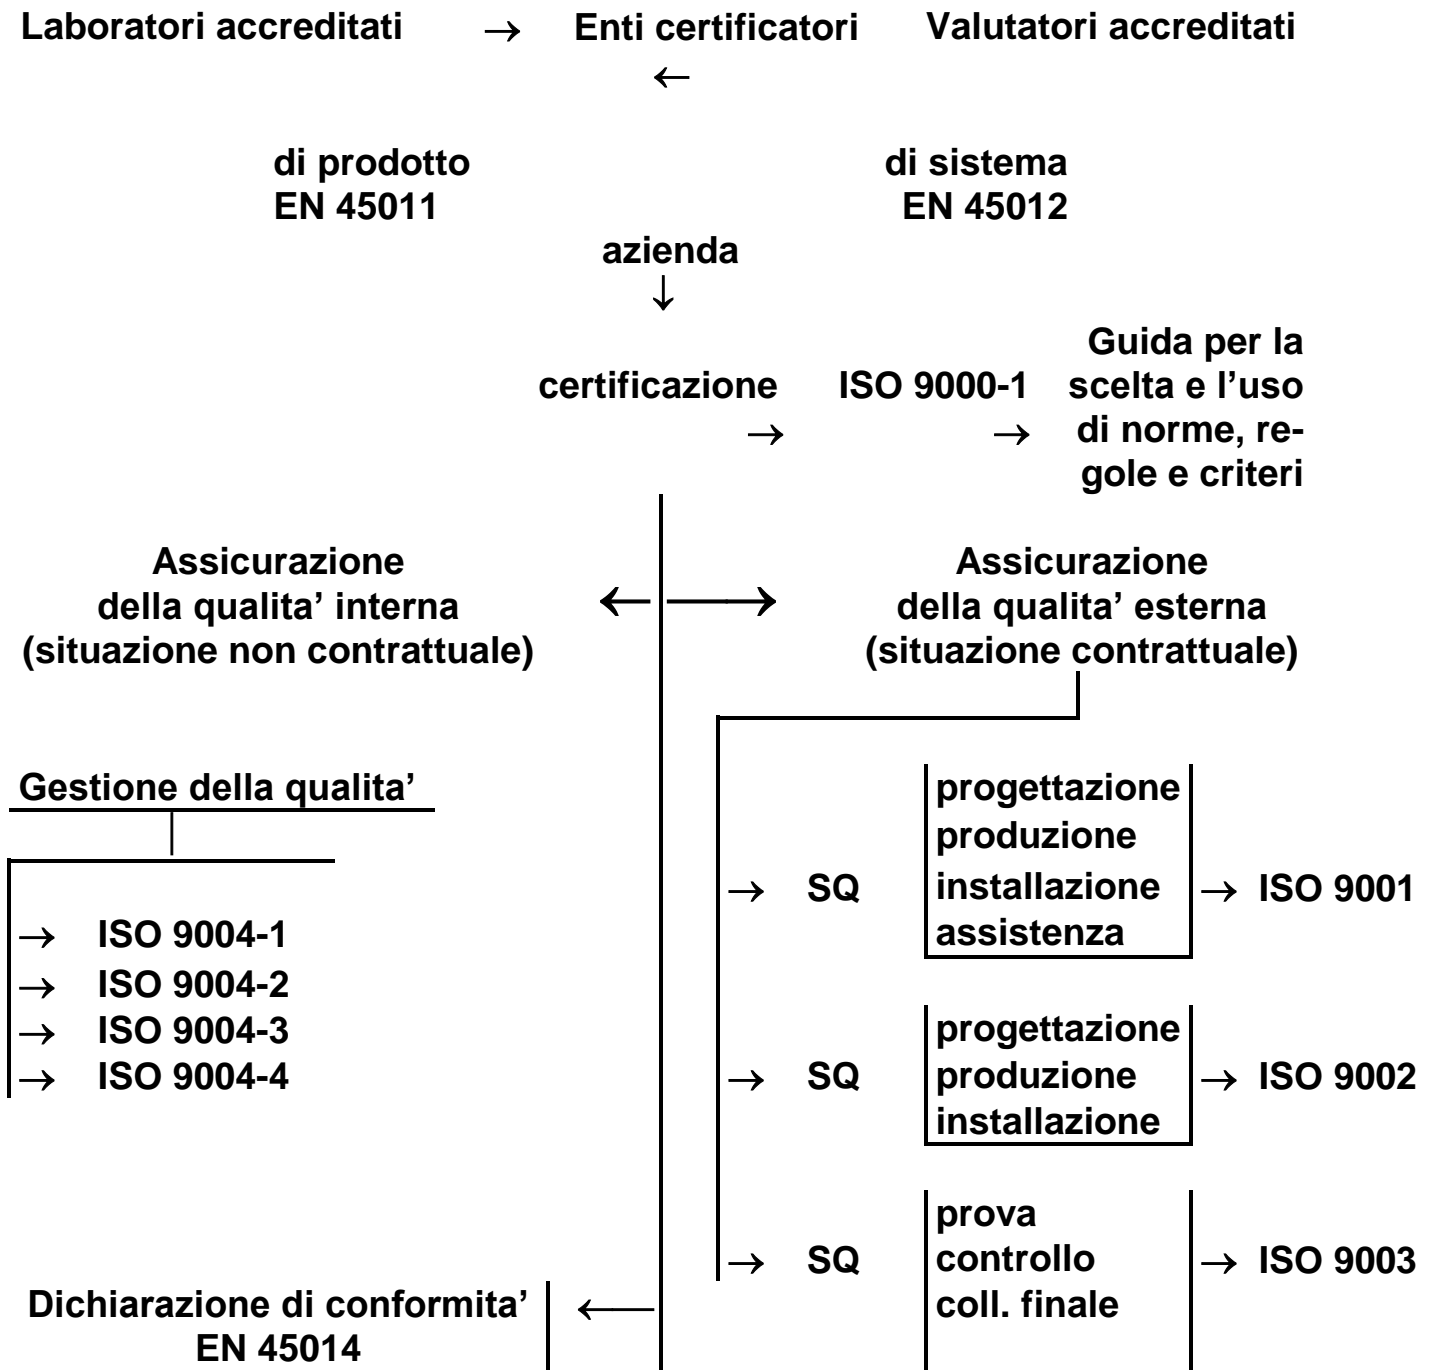 Laboratori accreditati → Enti certificatori Valutatori accreditati
←
di prodotto di sistema
EN 45011 EN 45012
azienda
↓
Guida per la
certificazione ISO 9000-1 scelta e l’uso
→ → di norme, re-
gole e criteri
Assicurazione Assicurazione
della qualita’ interna ← → della qualita’ esterna
(situazione non contrattuale) (situazione contrattuale)
Gestione della qualita’ progettazione
produzione
→ SQ installazione → ISO 9001
→ ISO 9004-1 assistenza
→ ISO 9004-2
→ ISO 9004-3 progettazione
→ ISO 9004-4 → SQ produzione → ISO 9002
installazione
prova
→ SQ controllo → ISO 9003
Dichiarazione di conformita’ ← coll. finale
EN 45014